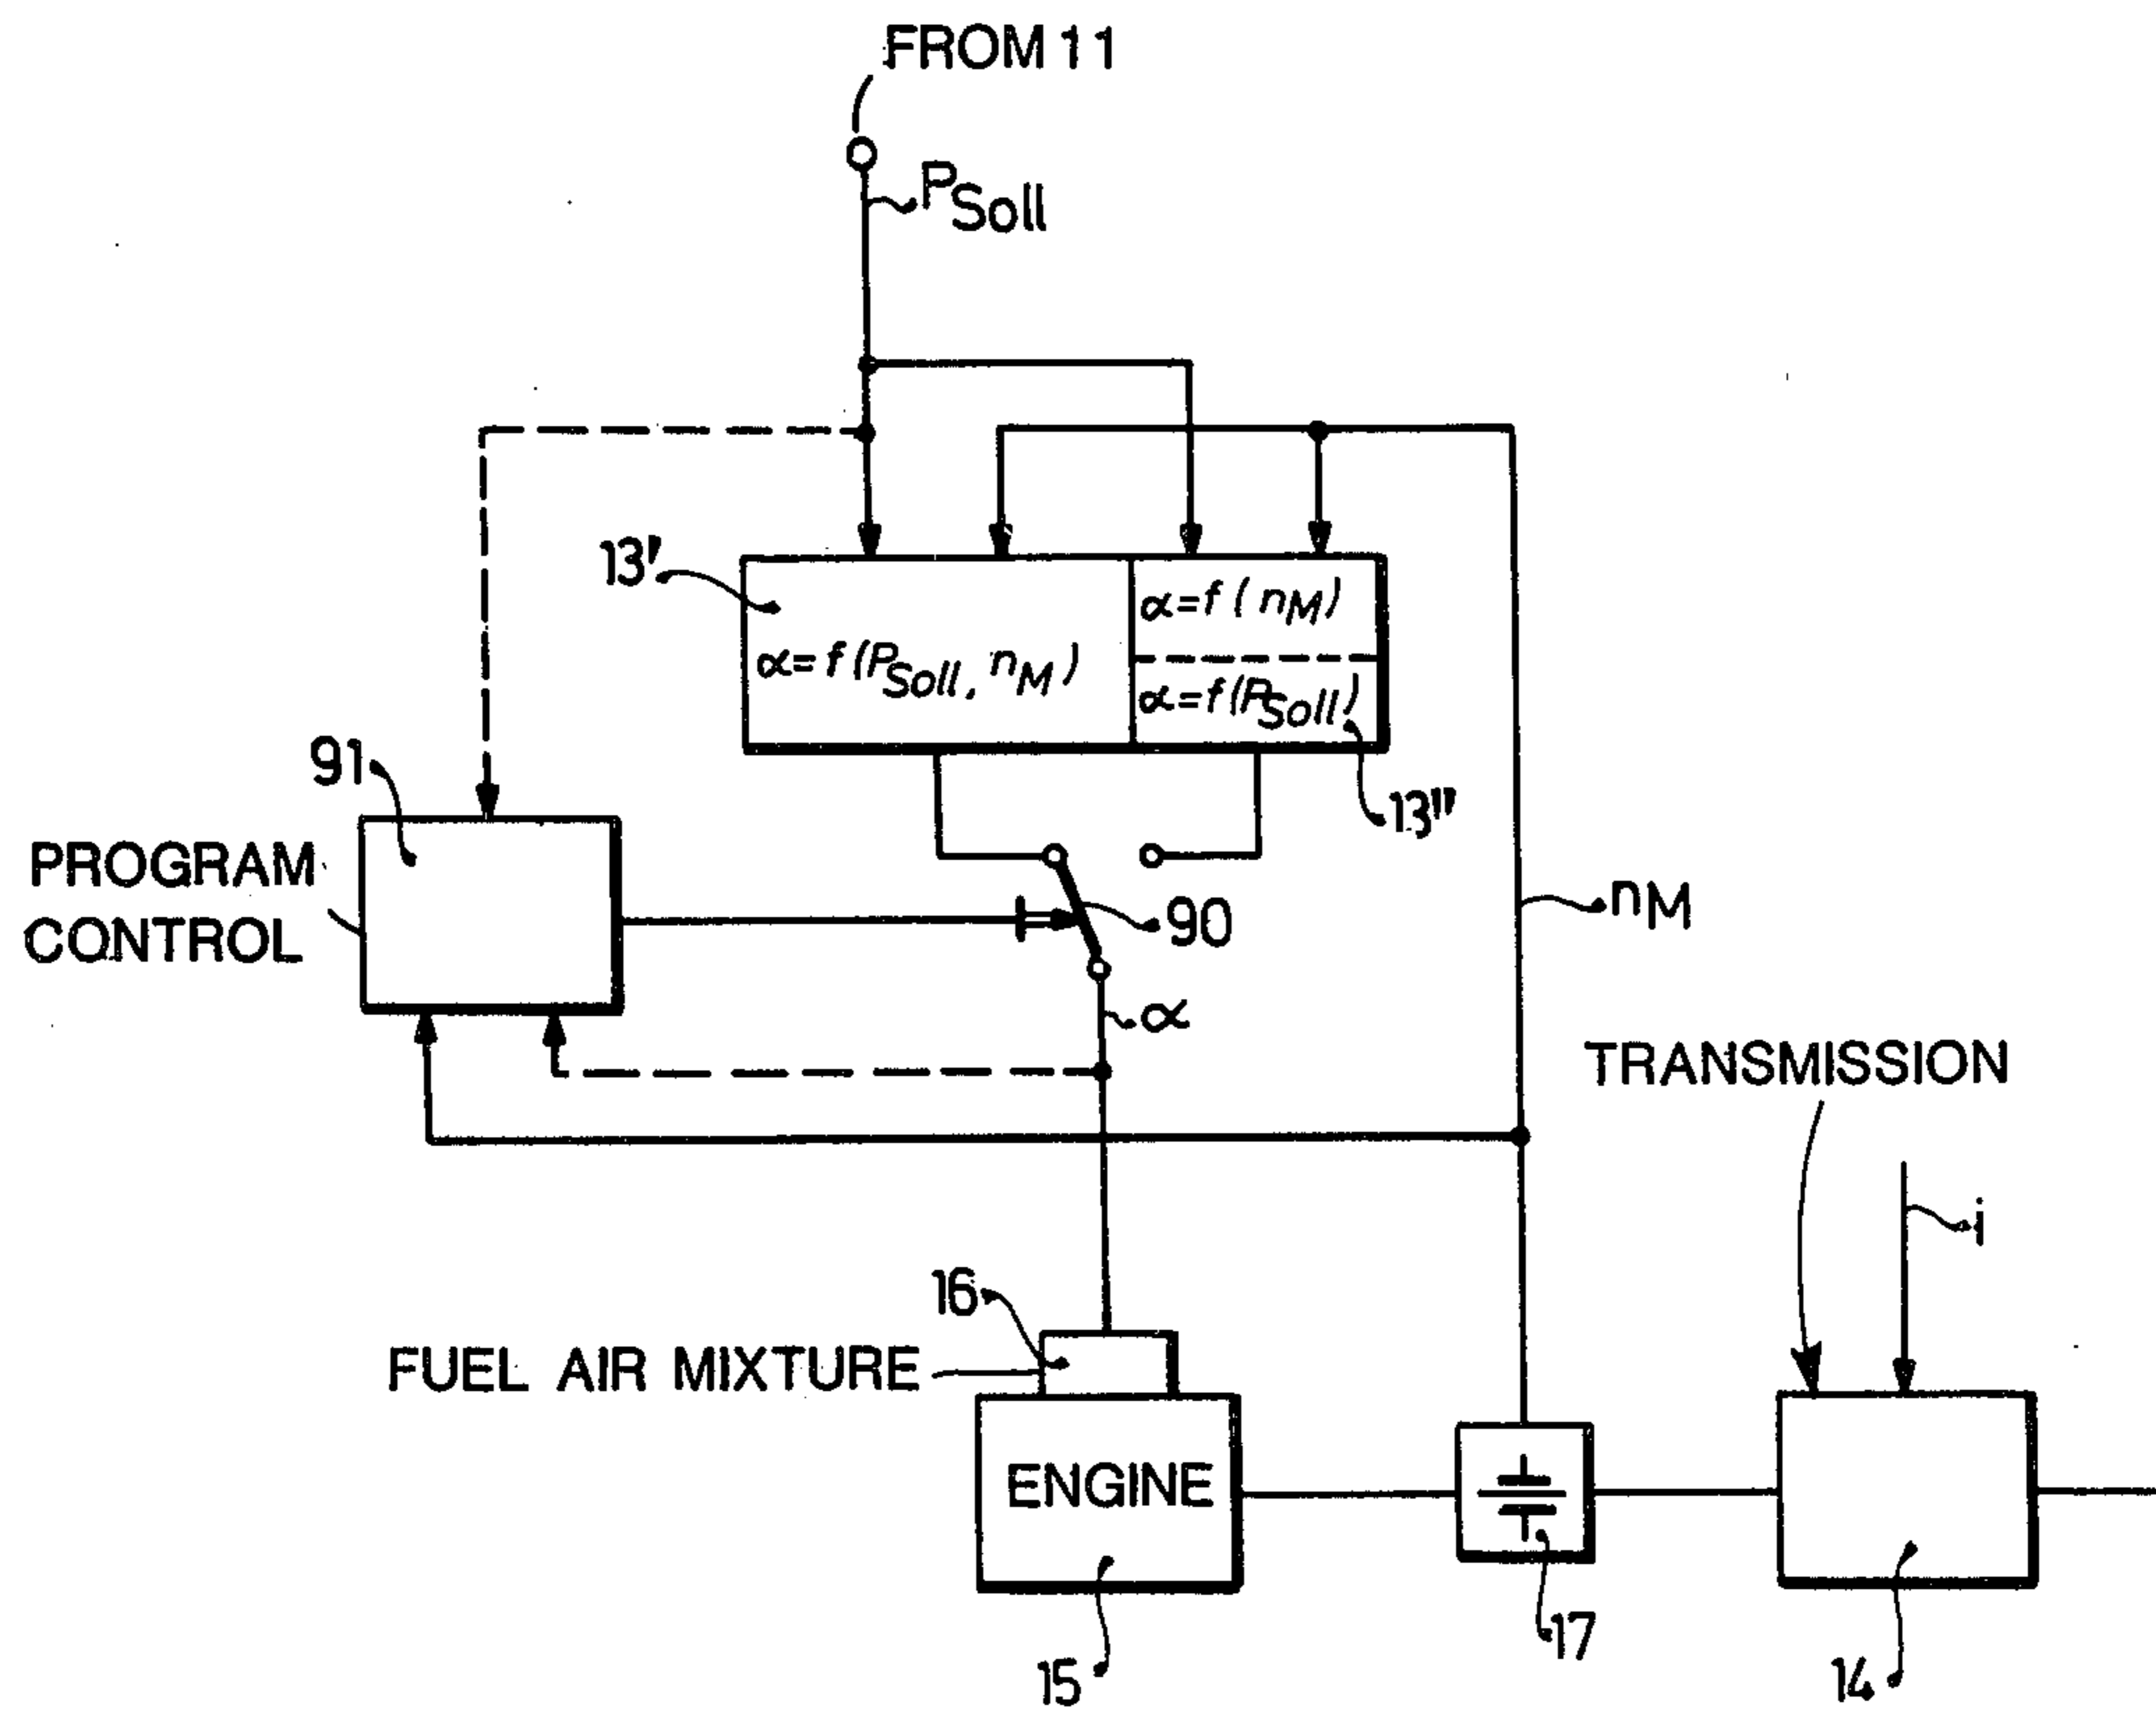 FROM 11
PSoll
13'
α=f(PSoll, nM)
α=f(nM)
α=f(PSoll)
13"
91
PROGRAM
CONTROL
90
nM
α
TRANSMISSION
i
16
FUEL AIR MIXTURE
ENGINE
15
17
14